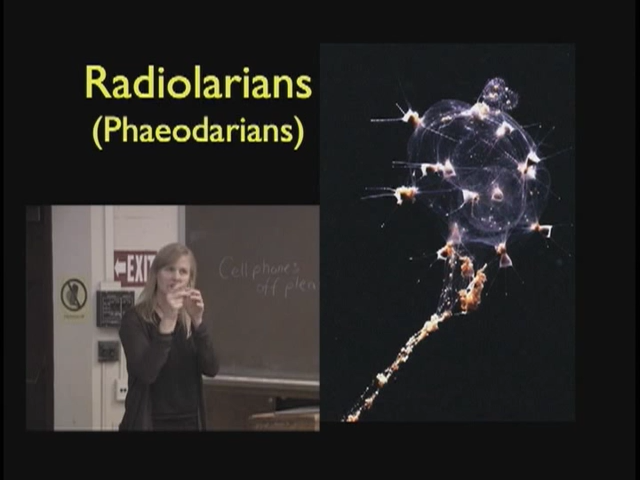 Radiolarians
(Phaeodarians)
EXIT
Cell phones
off plea